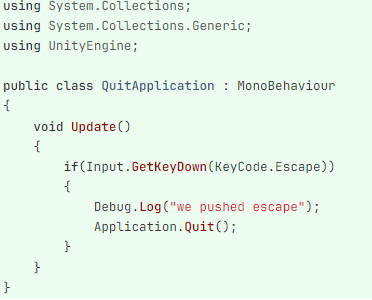 using System.Collections;
using System.Collections.Generic;
using UnityEngine;

public class QuitApplication : MonoBehaviour
{
    void Update()
    {
        if(Input.GetKeyDown(KeyCode.Escape))
        {
            Debug.Log("we pushed escape");
            Application.Quit();
        }
    }
}